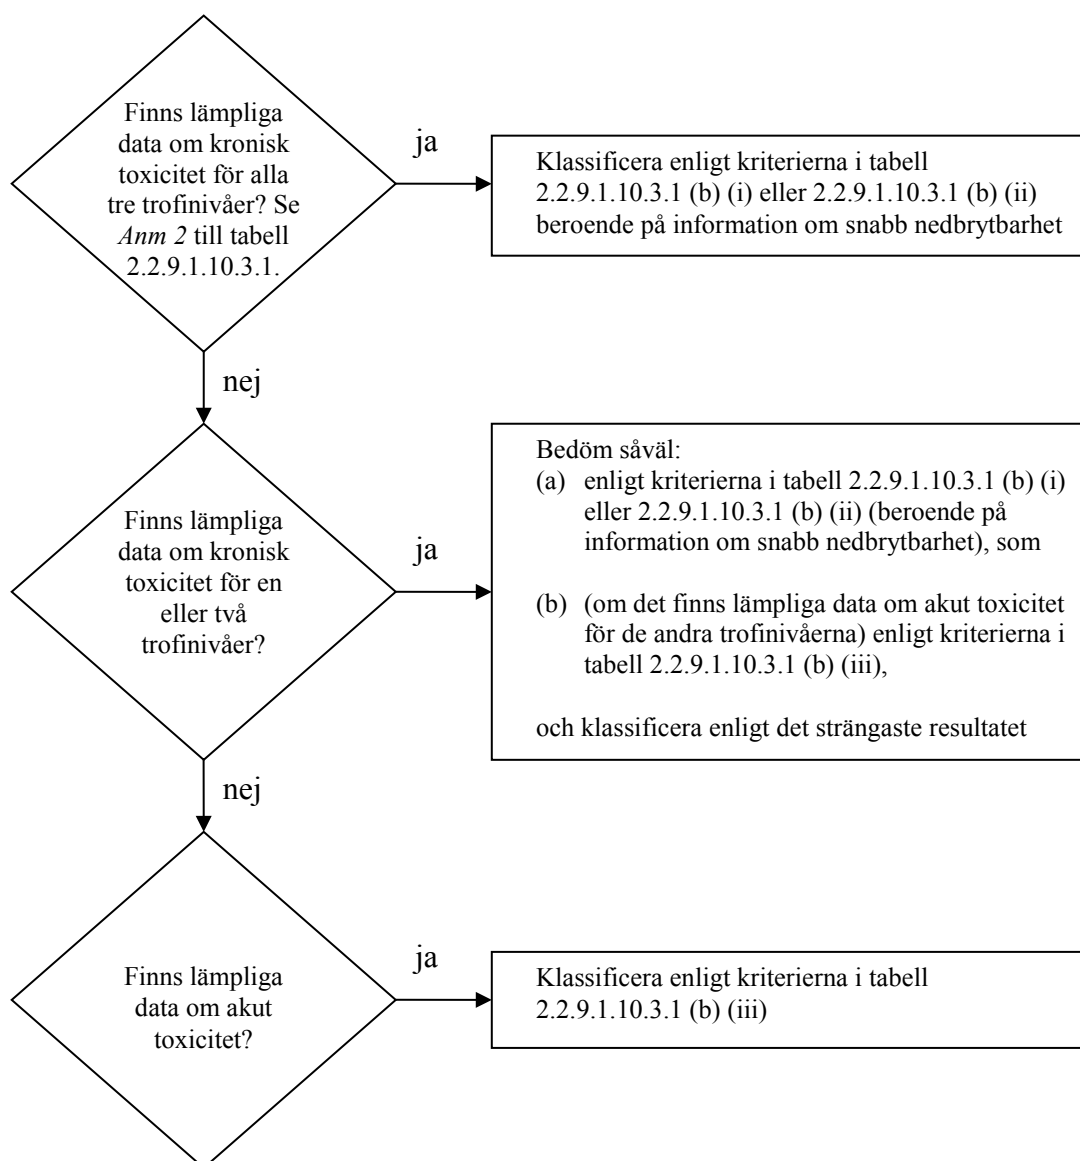 Finns lämpliga
data om kronisk
toxicitet för alla
tre trofinivåer? Se
Anm 2 till tabell
2.2.9.1.10.3.1.
ja
Klassificera enligt kriterierna i tabell
2.2.9.1.10.3.1 (b) (i) eller 2.2.9.1.10.3.1 (b) (ii)
beroende på information om snabb nedbrytbarhet
nej
Finns lämpliga
data om kronisk
toxicitet för en
eller två
trofinivåer?
ja
Bedöm såväl:
(a) enligt kriterierna i tabell 2.2.9.1.10.3.1 (b) (i)
eller 2.2.9.1.10.3.1 (b) (ii) (beroende på
information om snabb nedbrytbarhet), som
(b) (om det finns lämpliga data om akut toxicitet
för de andra trofinivåerna) enligt kriterierna i
tabell 2.2.9.1.10.3.1 (b) (iii),
och klassificera enligt det strängaste resultatet
nej
Finns lämpliga
data om akut
toxicitet?
ja
Klassificera enligt kriterierna i tabell
2.2.9.1.10.3.1 (b) (iii)